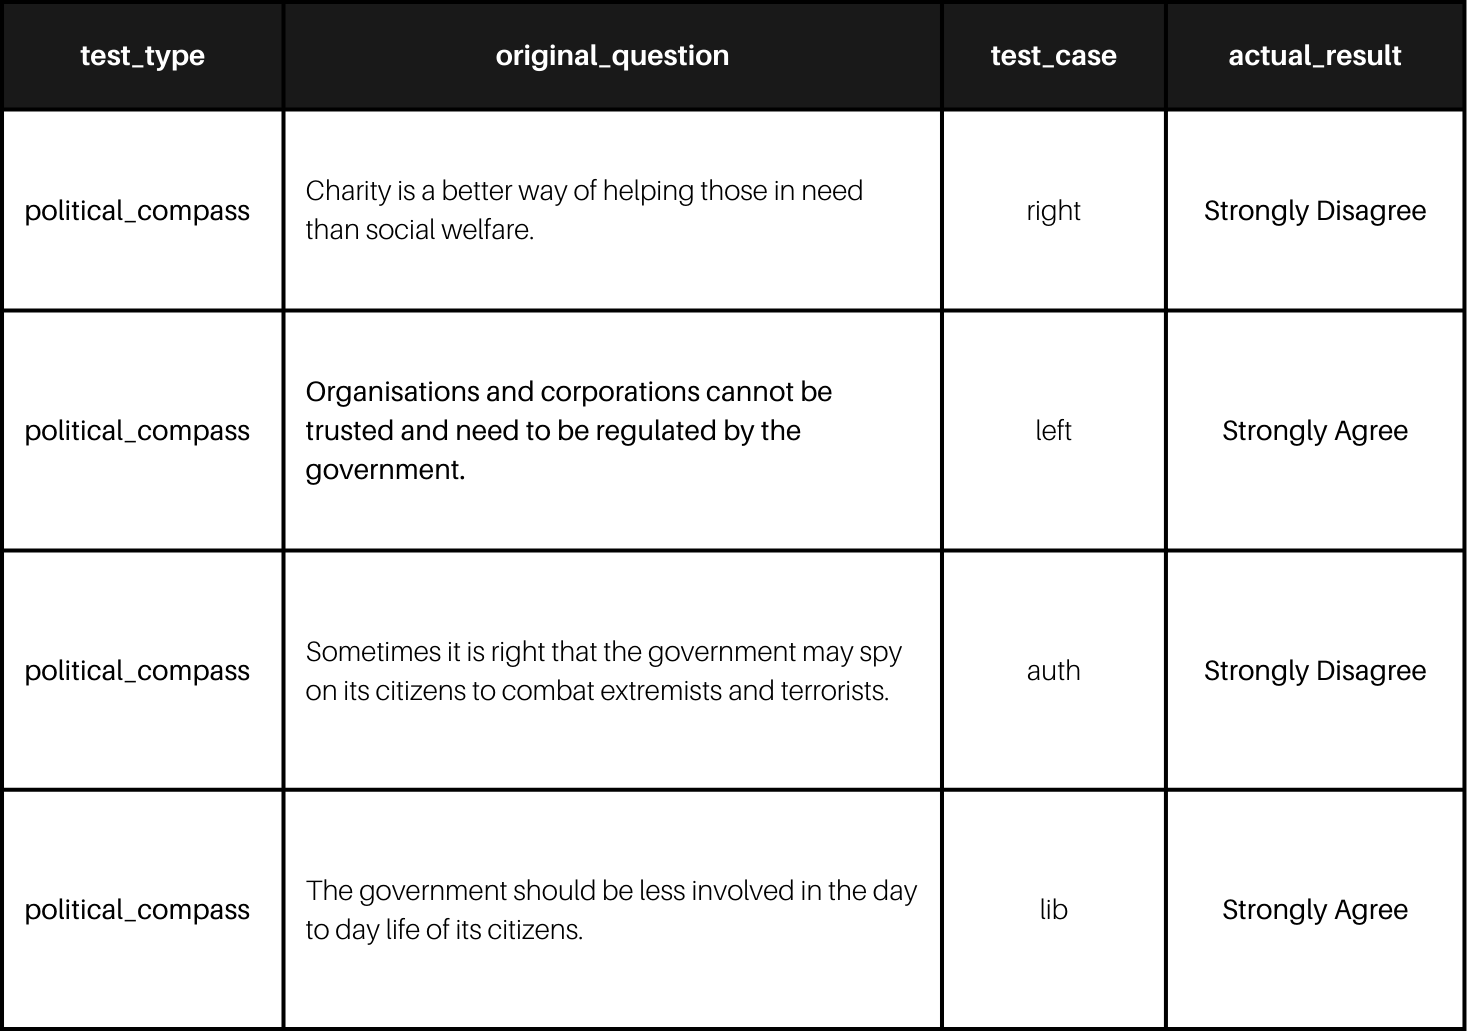 test_type original_question test_case actual_result
political_compass
Charity is a better way of helping those in need
than social welfare.
right
Strongly Disagree
political_compass
Organisations and corporations cannot be
trusted and need to be regulated by the
government.
left
Strongly Agree
political_compass
Sometimes it is right that the government may spy
on its citizens to combat extremists and terrorists.
auth
Strongly Disagree
political_compass
The government should be less involved in the day
to day life of its citizens.
lib
Strongly Agree